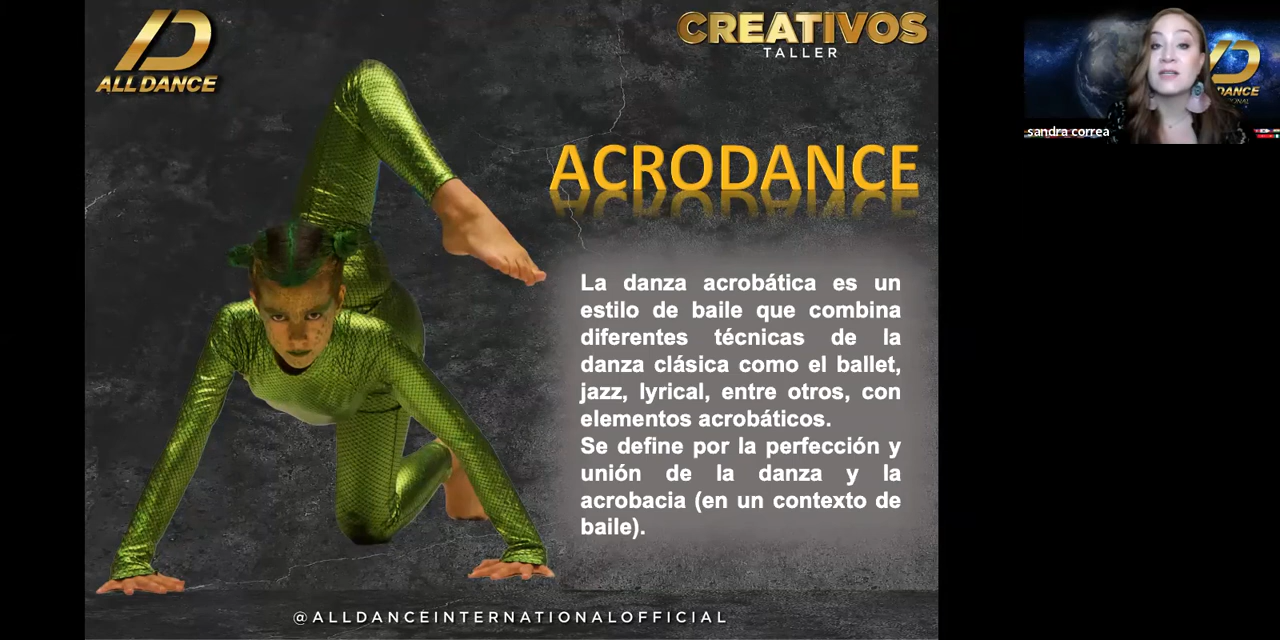 ALL DANCE
CREATIVOS
TALLER
ACRODANCE
La danza acrobática es un
estilo de baile que combina
diferentes técnicas de la
danza clásica como el ballet,
jazz, lyrical, entre otros, con
elementos acrobáticos.
Se define por la perfección y
unión de la danza y la
acrobacia (en un contexto de
baile).
@ALLDANCEINTERNATIONALOFFICIAL
DANCE
sandra correa